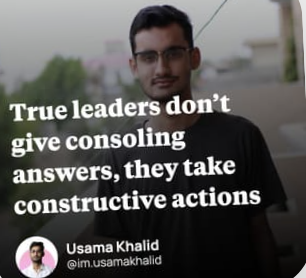 True leaders don't
give consoling
answers, they take
constructive actions
Usama Khalid
@im.usamakhalid